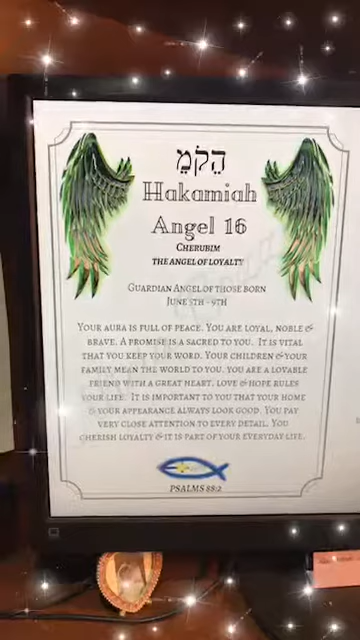 הֵקֹמֵ
Hakamiah
Angel 16
CHERUBIM
THE ANGEL OF LOYALTY
GUARDIAN ANGEL OF THOSE BORN
JUNE 5TH - 9TH
YOUR AURA IS FULL OF PEACE. YOU ARE LOYAL, NOBLE &
BRAVE. A PROMISE IS A SACRED TO YOU. IT IS VITAL
THAT YOU KEEP YOUR WORD. YOUR CHILDREN & YOUR
FAMILY MEAN THE WORLD TO YOU. YOU ARE A LOVABLE
FRIEND WITH A GREAT HEART. LOVE & HOPE RULES
YOUR LIFE. IT IS IMPORTANT TO YOU THAT YOUR HOME
& YOUR APPEARANCE ALWAYS LOOK GOOD. YOU PAY
VERY CLOSE ATTENTION TO EVERY DETAIL. YOU
CHERISH LOYALTY & IT IS PART OF YOUR EVERYDAY LIFE.
PSALMS 88:2